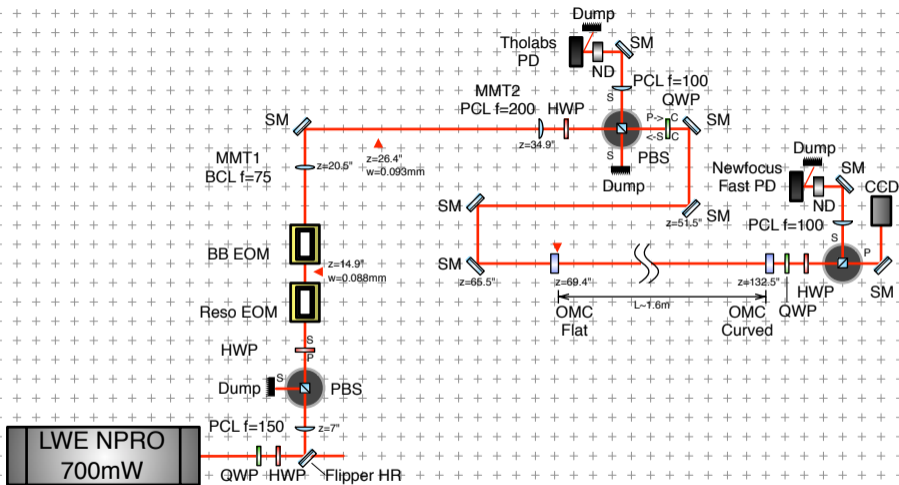 Dump
Tholabs
PD
SM
ND
PCL f=100
S
QWP
MMT2
PCL f=200
HWP
P-> C
<-S C
SM
SM
z=34.9"
PBS
S
Dump
MMT1
BCL f=75
z=20.5"
z=26.4"
w=0.093mm
Newfocus
Fast PD
Dump
SM
CCD
ND
PCL f=100
SM
SM
z=51.5"
S
P
BB EOM
z=14.9"
w=0.088mm
SM
z=65.5"
z=69.4"
z=132.5"
HWP
SM
L~1.6m
OMC
Flat
OMC
Curved
QWP
Reso EOM
HWP
S
P
Dump
S
PBS
PCL f=150
z=7"
LWE NPRO
700mW
QWP
HWP
Flipper HR